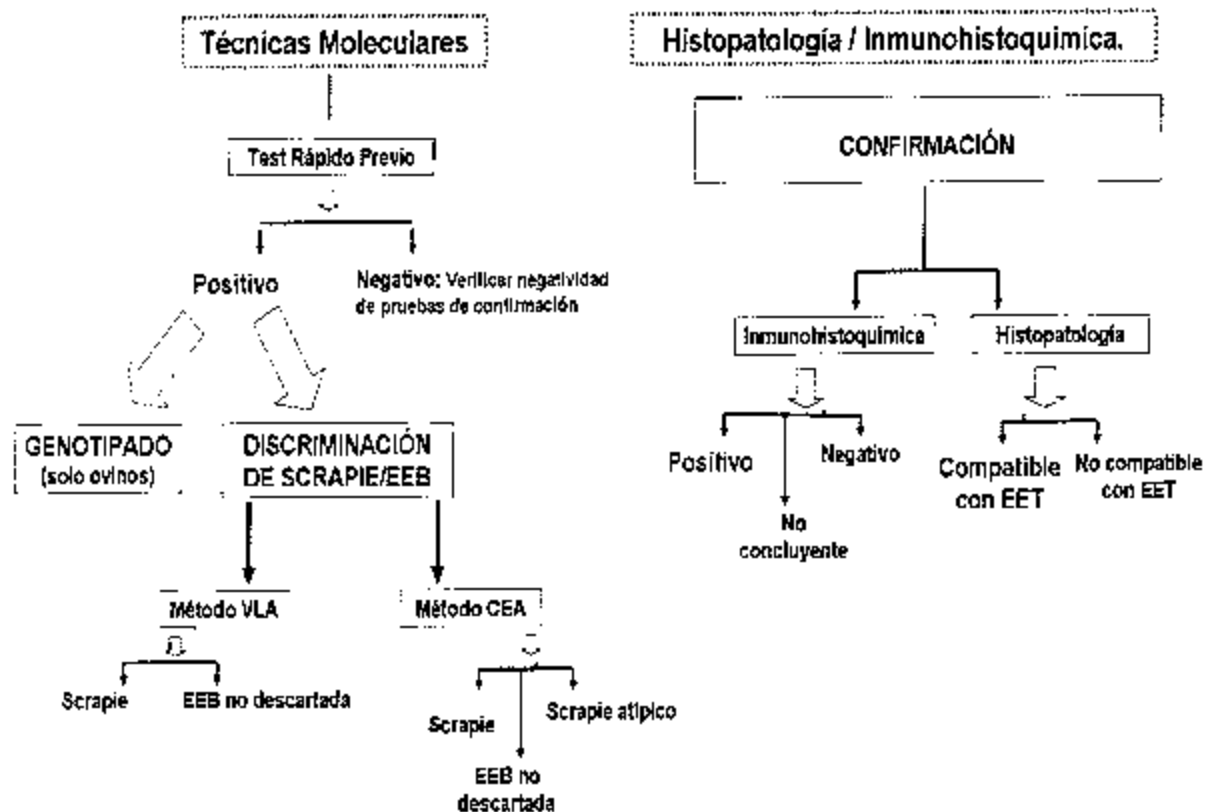 Técnicas Moleculares
Test Rápido Previo
Positivo
Negativo: Verificar negatividad
de pruebas de confirmación
GENOTIPADO
(solo ovinos)
DISCRIMINACIÓN
DE SCRAPIE/EEB
Método VLA
Método CEA
Scrapie
EEB no descartada
Scrapie
Scrapie atipico
EEB no
descartada
Histopatología / Inmunohistoquimica.
CONFIRMACIÓN
Inmunohistoquímica
Histopatología
Positivo
Negativo
No
concluyente
Compatible
con EET
No compatible
con EET